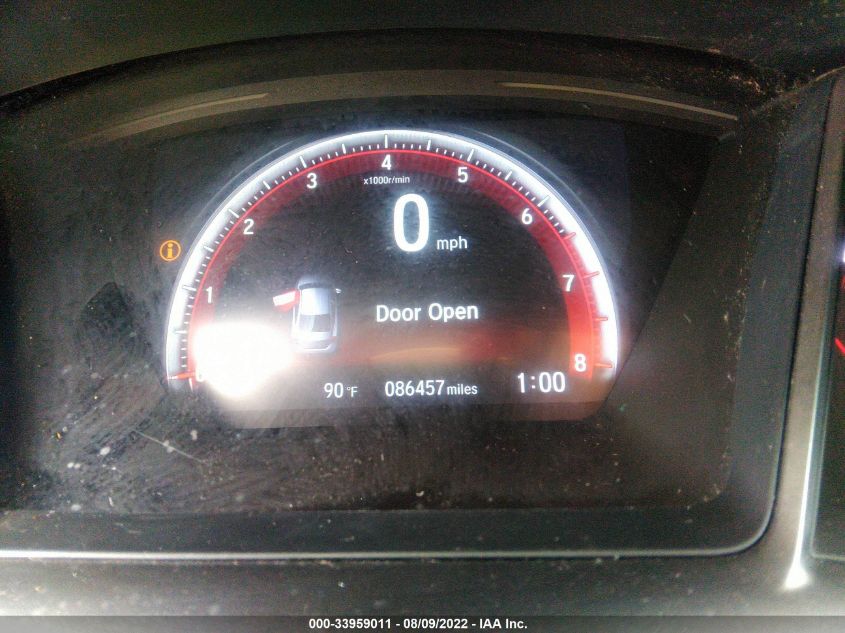 4
3 5
x1000r/min
2 6
0 mph
i
1 7
Door Open
8
90 °F 086457 miles 1:00
000-33959011 - 08/09/2022 - IAA Inc.